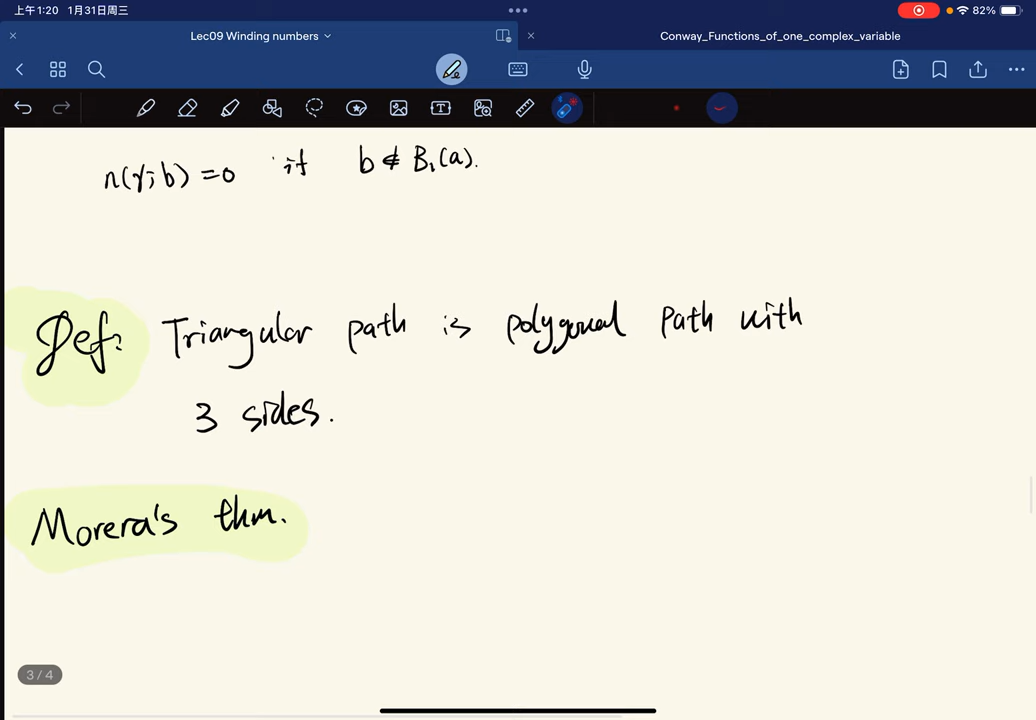 上午1:20 1月31日周三
82%
Lec09 Winding numbers
Conway_Functions_of_one_complex_variable
n(γ; b) = 0 if b ∉ B₁(a).
Def: Triangular path is polygonal path with
3 sides.
Morera's thm.
3 / 4